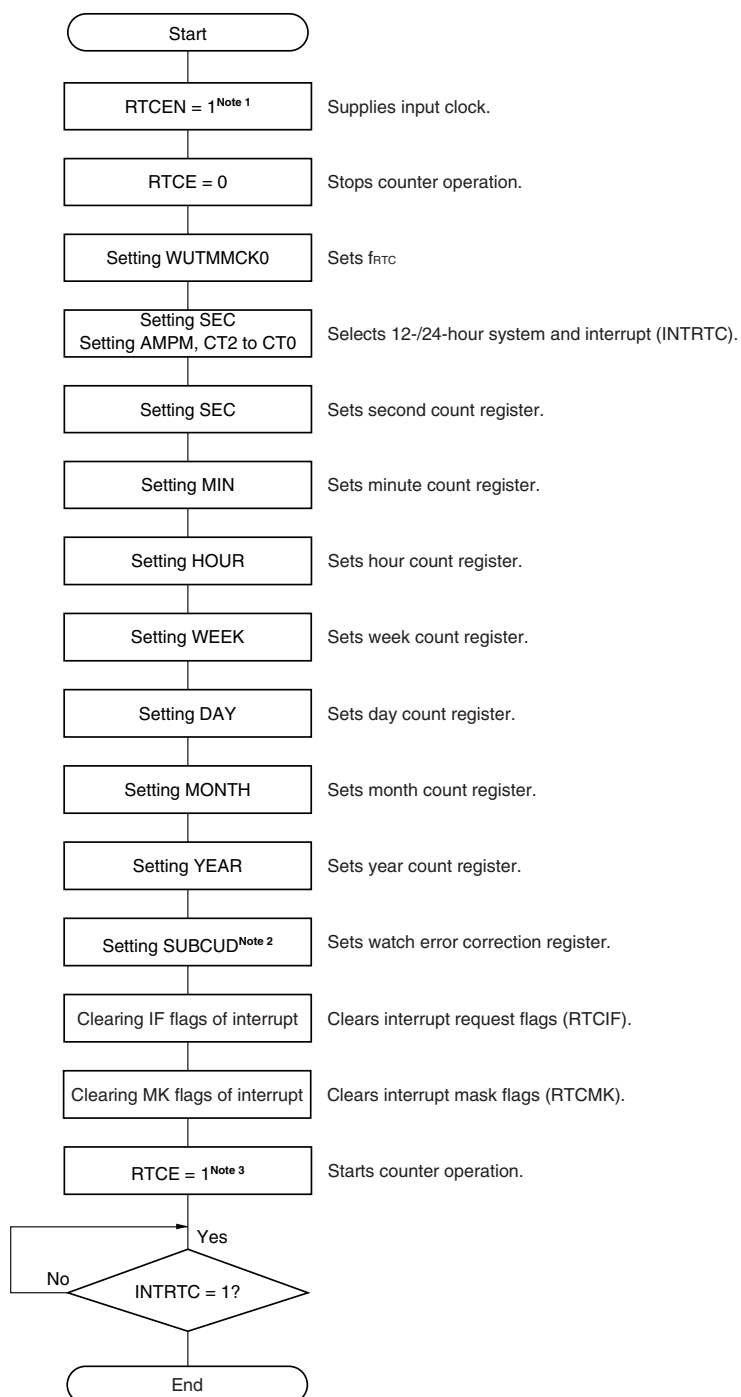 Start
RTCEN = 1Note 1 Supplies input clock.
RTCE = 0 Stops counter operation.
Setting WUTMMCK0 Sets fRTC
Setting SEC
Setting AMPM, CT2 to CT0 Selects 12-/24-hour system and interrupt (INTRTC).
Setting SEC Sets second count register.
Setting MIN Sets minute count register.
Setting HOUR Sets hour count register.
Setting WEEK Sets week count register.
Setting DAY Sets day count register.
Setting MONTH Sets month count register.
Setting YEAR Sets year count register.
Setting SUBCUDNote 2 Sets watch error correction register.
Clearing IF flags of interrupt Clears interrupt request flags (RTCIF).
Clearing MK flags of interrupt Clears interrupt mask flags (RTCMK).
RTCE = 1Note 3 Starts counter operation.
Yes
No
INTRTC = 1?
End